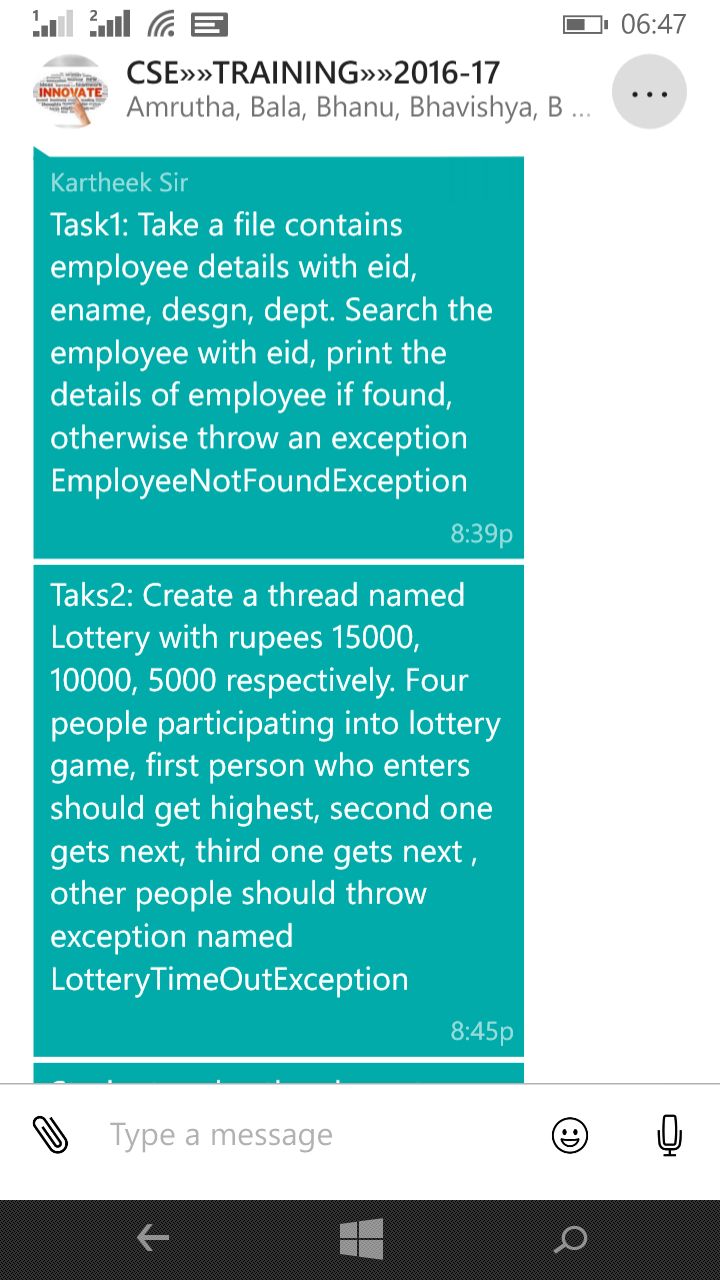 1 2 06:47
CSE»»TRAINING»»2016-17
INNOVATE
Amrutha, Bala, Bhanu, Bhavishya, B ...
Kartheek Sir
Task1: Take a file contains
employee details with eid,
ename, desgn, dept. Search the
employee with eid, print the
details of employee if found,
otherwise throw an exception
EmployeeNotFoundException
8:39p
Taks2: Create a thread named
Lottery with rupees 15000,
10000, 5000 respectively. Four
people participating into lottery
game, first person who enters
should get highest, second one
gets next, third one gets next ,
other people should throw
exception named
LotteryTimeOutException
8:45p
Type a message